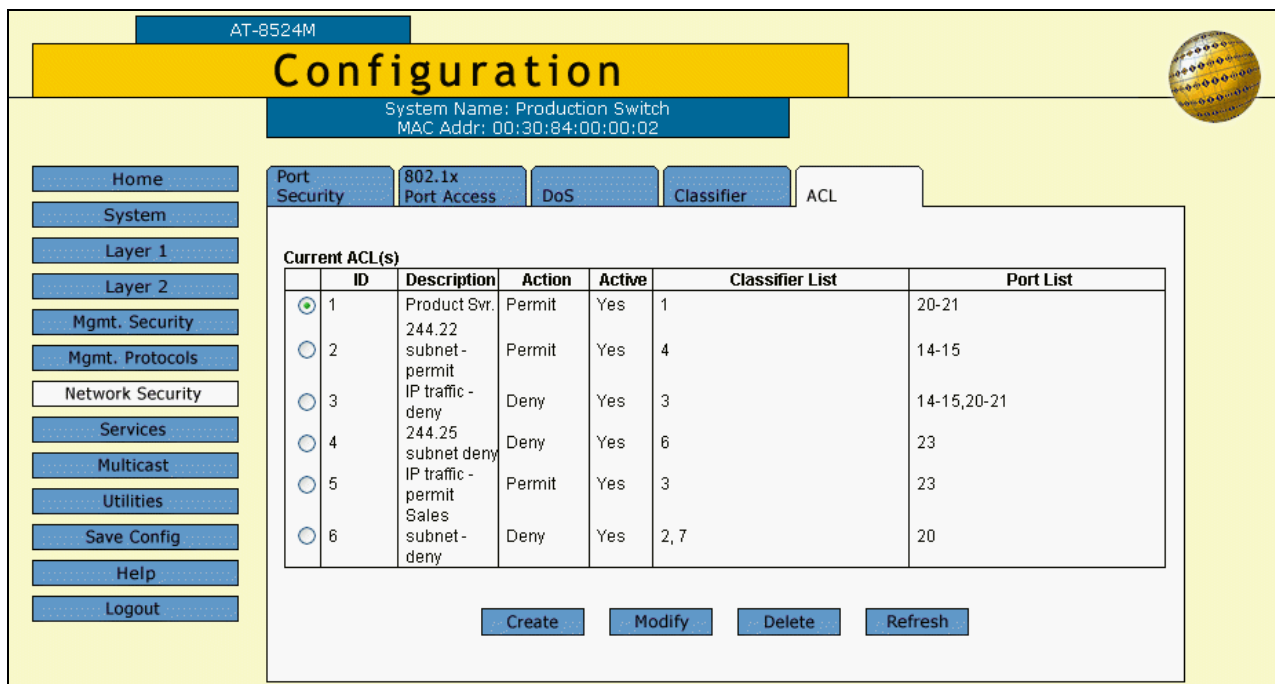 AT-8524M
Configuration
System Name: Production Switch
MAC Addr: 00:30:84:00:00:02
Home
System
Layer 1
Layer 2
Mgmt. Security
Mgmt. Protocols
Network Security
Services
Multicast
Utilities
Save Config
Help
Logout
Port
Security
802.1x
Port Access
DoS
Classifier
ACL
Current ACL(s)
ID Description Action Active Classifier List Port List
1 Product Svr. Permit Yes 1 20-21
244.22
2 subnet - Permit Yes 4 14-15
permit
IP traffic -
3 deny Deny Yes 3 14-15,20-21
244.25
4 subnet deny Deny Yes 6 23
IP traffic -
5 permit Permit Yes 3 23
Sales
6 subnet - Deny Yes 2, 7 20
deny
Create Modify Delete Refresh